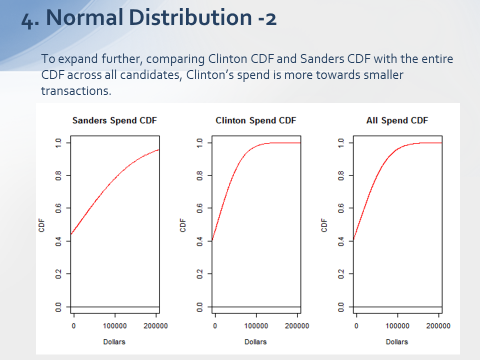 4. Normal Distribution -2
To expand further, comparing Clinton CDF and Sanders CDF with the entire
CDF across all candidates, Clinton’s spend is more towards smaller
transactions.
Sanders Spend CDF
CDF
0.0 0.2 0.4 0.6 0.8 1.0
0 100000 200000
Dollars
Clinton Spend CDF
CDF
0.0 0.2 0.4 0.6 0.8 1.0
0 100000 200000
Dollars
All Spend CDF
CDF
0.0 0.2 0.4 0.6 0.8 1.0
0 100000 200000
Dollars